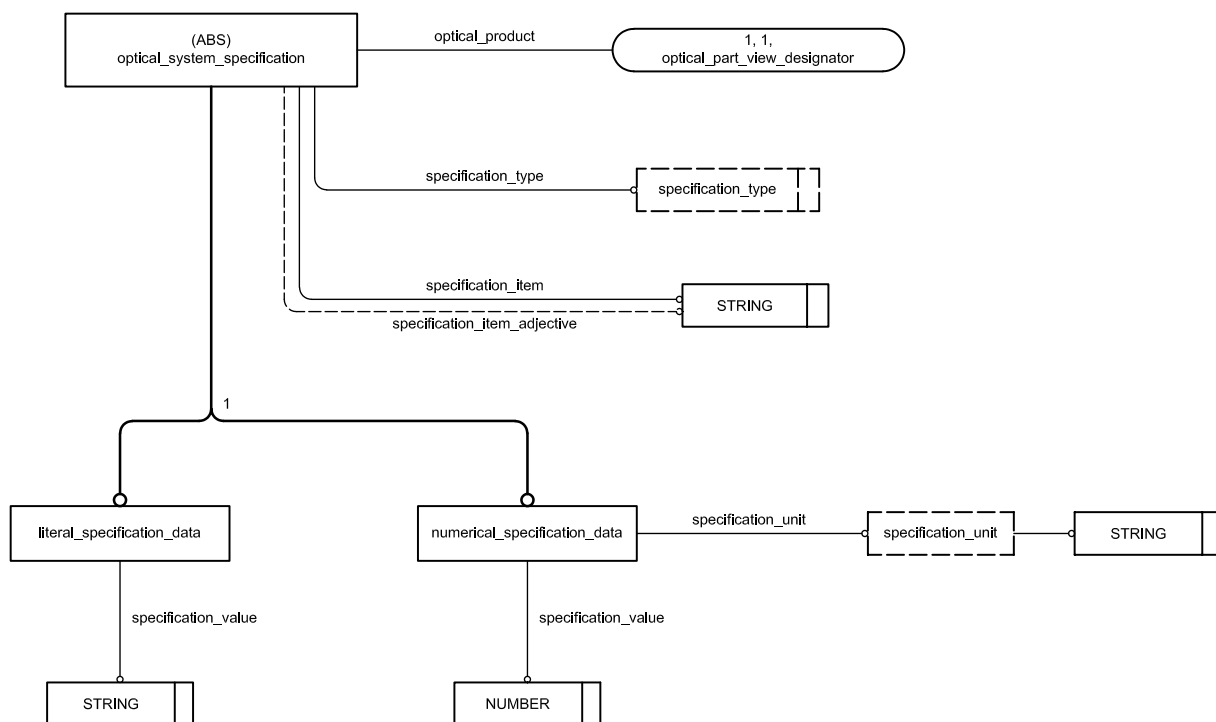 (ABS)
optical_system_specification
optical_product
1, 1,
optical_part_view_designator
specification_type
specification_type
specification_item
STRING
specification_item_adjective
1
literal_specification_data
numerical_specification_data
specification_unit
specification_unit
STRING
specification_value
specification_value
STRING
NUMBER